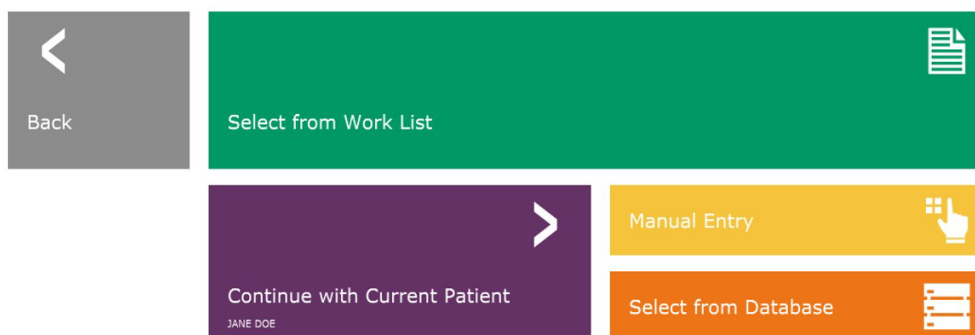 Back
Select from Work List
Manual Entry
Continue with Current Patient
JANE DOE
Select from Database